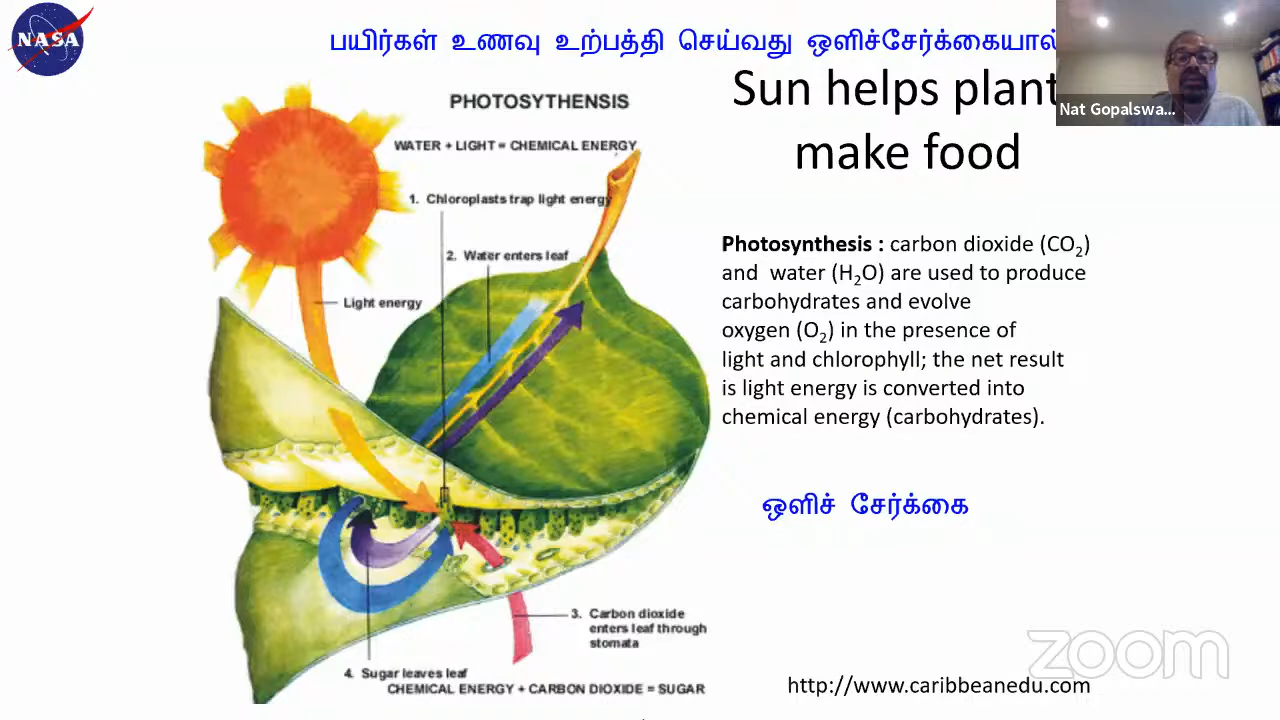 NASA
பயிர்கள் உணவு உற்பத்தி செய்வது ஒளிச்சேர்க்கையால்
Sun helps plant
make food
Nat Gopalswa...
PHOTOSYTHENSIS
WATER + LIGHT = CHEMICAL ENERGY
1. Chloroplasts trap light energy
2. Water enters leaf
Light energy
Photosynthesis : carbon dioxide (CO2)
and water (H2O) are used to produce
carbohydrates and evolve
oxygen (O2) in the presence of
light and chlorophyll; the net result
is light energy is converted into
chemical energy (carbohydrates).
ஒளிச் சேர்க்கை
3. Carbon dioxide
enters leaf through
stomata
4. Sugar leaves leaf
CHEMICAL ENERGY + CARBON DIOXIDE = SUGAR
zoom
http://www.caribbeanedu.com